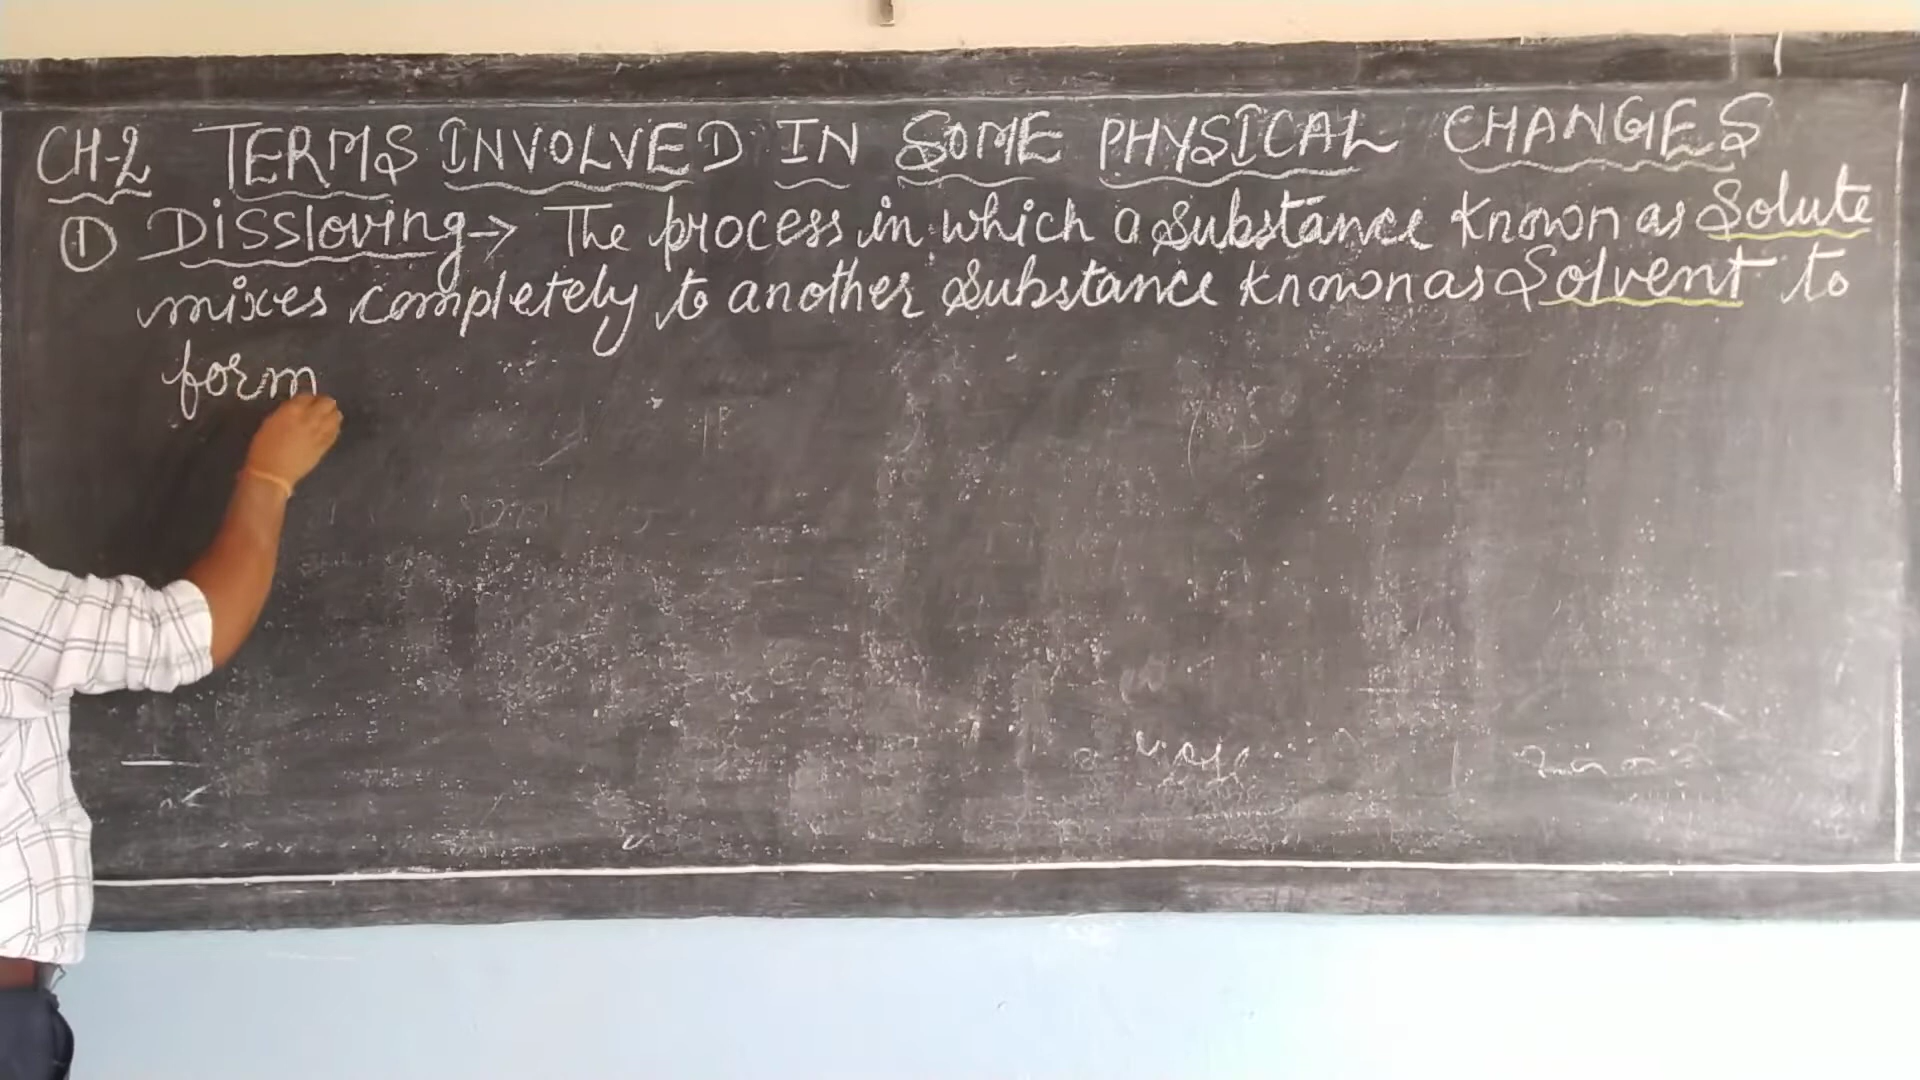 CH-2 TERMS INVOLVED IN SOME PHYSICAL CHANGES
① Dissloving → The process in which a substance known as Solute
mixes completely to another substance known as Solvent to
form